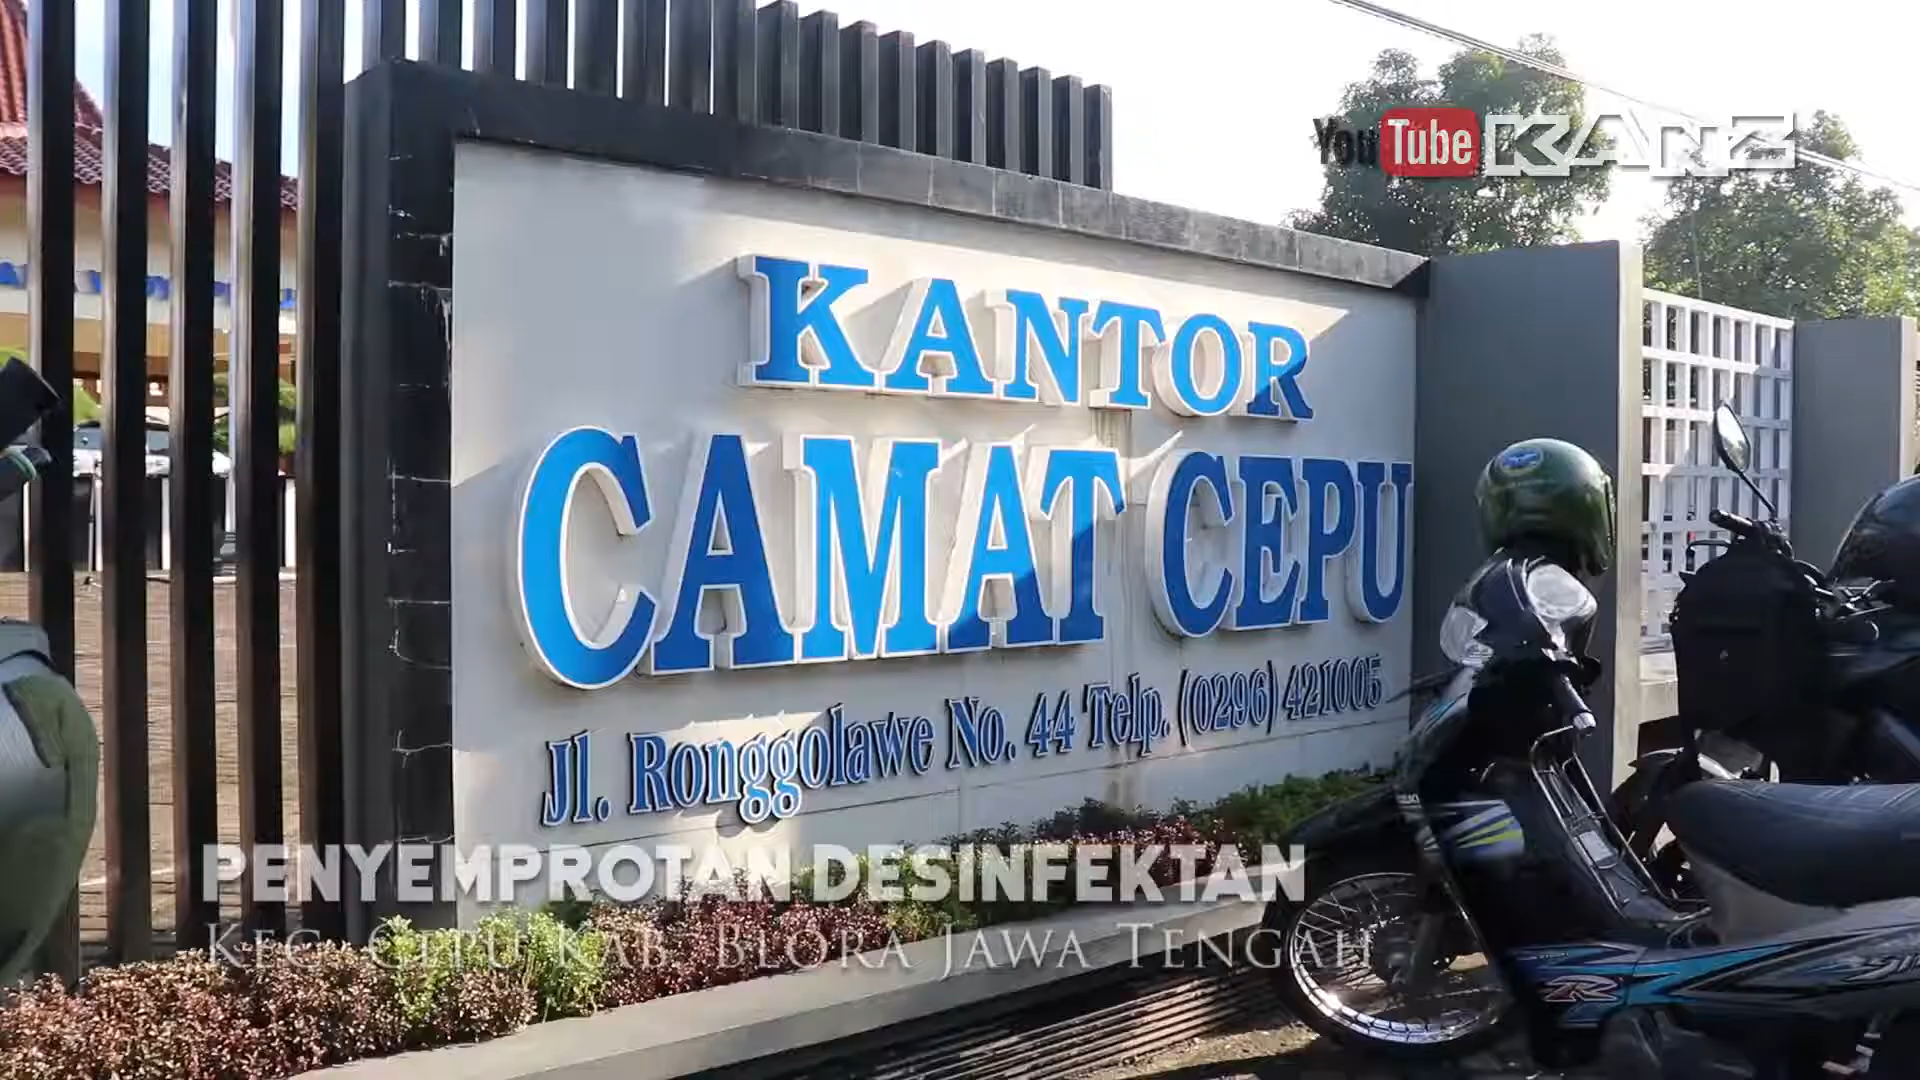 YouTube KANZ
KANTOR
CAMAT CEPU
Jl. Ronggolawe No. 44 Telp. (0296) 421005
PENYEMPROTAN DESINFEKTAN
KEC. CEPU KAB. BLORA JAWA TENGAH
R